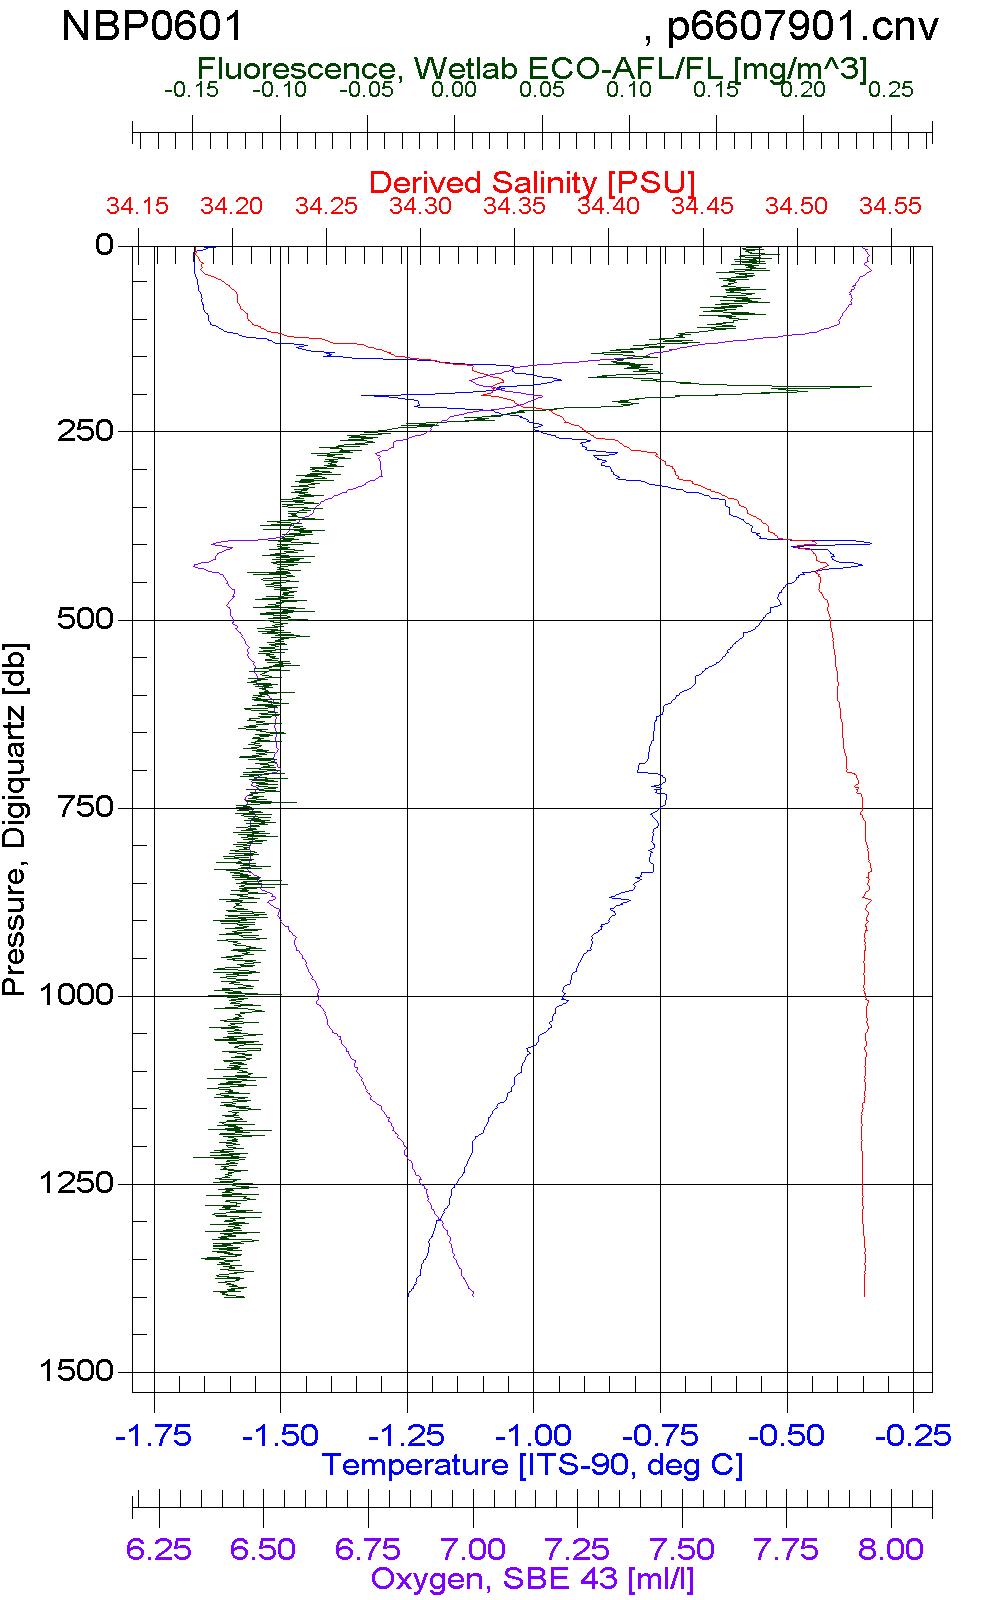 NBP0601 , p6607901.cnv
Fluorescence, Wetlab ECO-AFL/FL [mg/m^3]
-0.15 -0.10 -0.05 0.00 0.05 0.10 0.15 0.20 0.25
Derived Salinity [PSU]
34.15 34.20 34.25 34.30 34.35 34.40 34.45 34.50 34.55
0
250
500
750
1000
1250
1500
Pressure, Digiquartz [db]
-1.75 -1.50 -1.25 -1.00 -0.75 -0.50 -0.25
Temperature [ITS-90, deg C]
6.25 6.50 6.75 7.00 7.25 7.50 7.75 8.00
Oxygen, SBE 43 [ml/l]